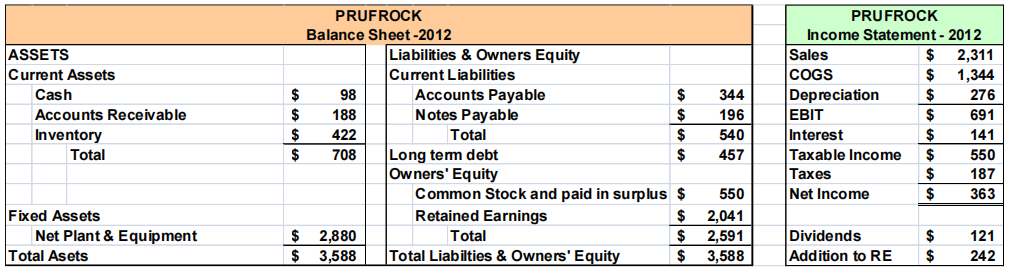 PRUFROCK
Balance Sheet -2012
ASSETS Liabilities & Owners Equity
Current Assets Current Liabilities
Cash $ 98 Accounts Payable $ 344
Accounts Receivable $ 188 Notes Payable $ 196
Inventory $ 422 Total $ 540
Total $ 708 Long term debt $ 457
Owners' Equity
Common Stock and paid in surplus $ 550
Fixed Assets Retained Earnings $ 2,041
Net Plant & Equipment $ 2,880 Total $ 2,591
Total Asets $ 3,588 Total Liabilties & Owners' Equity $ 3,588
PRUFROCK
Income Statement - 2012
Sales $ 2,311
COGS $ 1,344
Depreciation $ 276
EBIT $ 691
Interest $ 141
Taxable Income $ 550
Taxes $ 187
Net Income $ 363
Dividends $ 121
Addition to RE $ 242